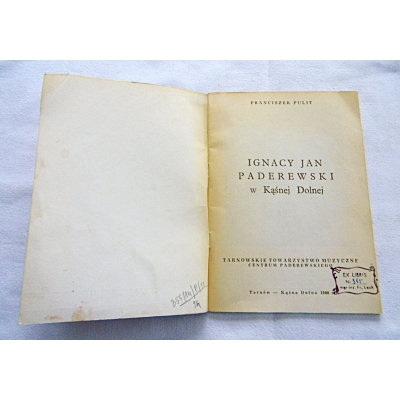 FRANCISZEK PULIT
IGNACY JAN
PADEREWSKI
w Kąśnej Dolnej
TARNOWSKIE TOWARZYSTWO MUZYCZNE
CENTRUM PADEREWSKIEGO
Tarnów — Kąśna Dolna
EX LIBRIS